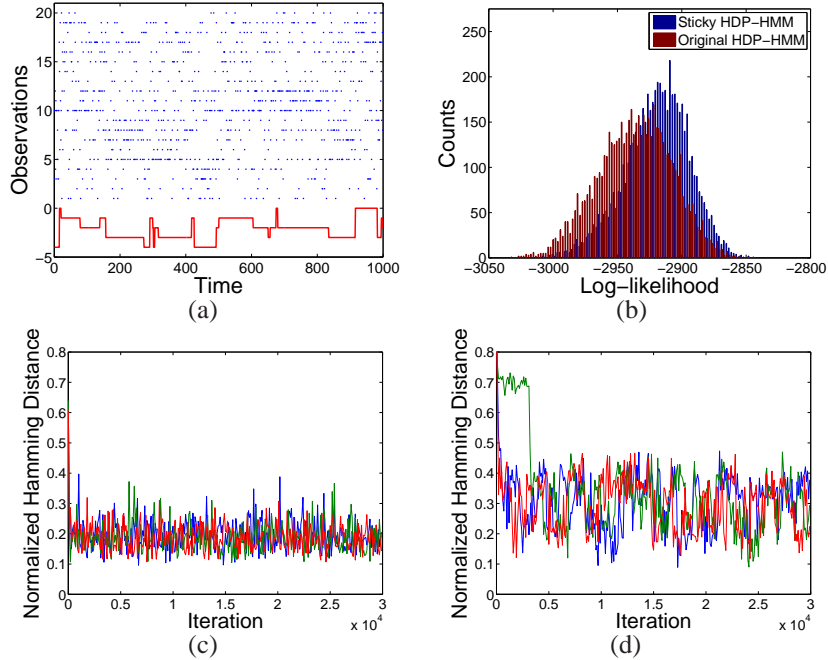 20
15
10
5
0
−5
Observations
0 200 400 600 800 1000
Time
(a)
Sticky HDP−HMM
Original HDP−HMM
250
200
150
100
50
0
Counts
−3050 −3000 −2950 −2900 −2850 −2800
Log−likelihood
(b)
0.8
0.7
0.6
0.5
0.4
0.3
0.2
0.1
0
Normalized Hamming Distance
0 0.5 1 1.5 2 2.5 3
x 10⁴
Iteration
(c)
0.8
0.7
0.6
0.5
0.4
0.3
0.2
0.1
0
Normalized Hamming Distance
0 0.5 1 1.5 2 2.5 3
x 10⁴
Iteration
(d)